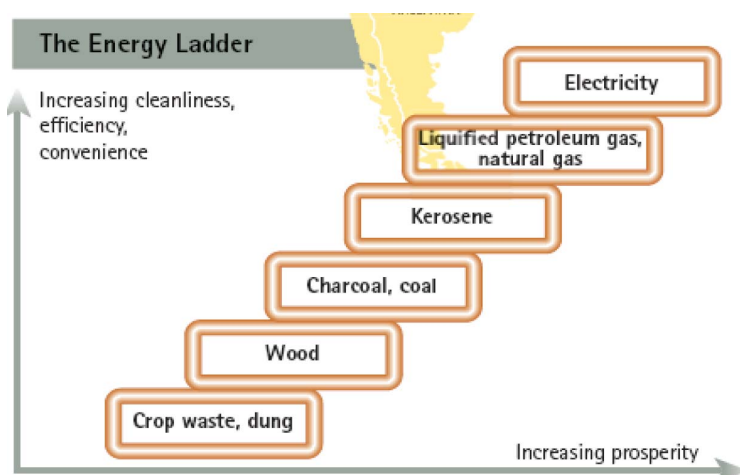 The Energy Ladder
Increasing cleanliness,
efficiency,
convenience
Electricity
Liquified petroleum gas,
natural gas
Kerosene
Charcoal, coal
Wood
Crop waste, dung
Increasing prosperity